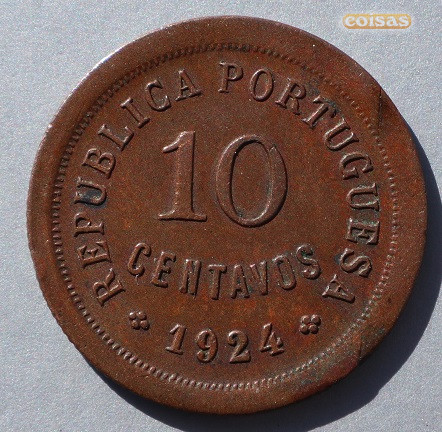 coisas
REPUBLICA PORTUGUESA
10
CENTAVOS
1924